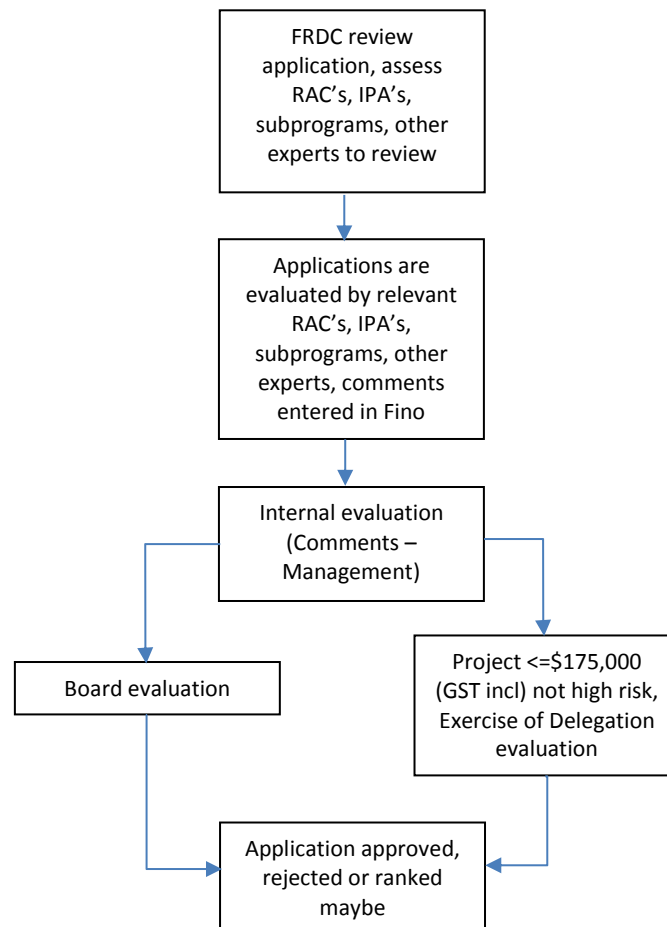 FRDC review
application, assess
RAC’s, IPA’s,
subprograms, other
experts to review
Applications are
evaluated by relevant
RAC’s, IPA’s,
subprograms, other
experts, comments
entered in Fino
Internal evaluation
(Comments –
Management)
Board evaluation
Project <=$175,000
(GST incl) not high risk,
Exercise of Delegation
evaluation
Application approved,
rejected or ranked
maybe